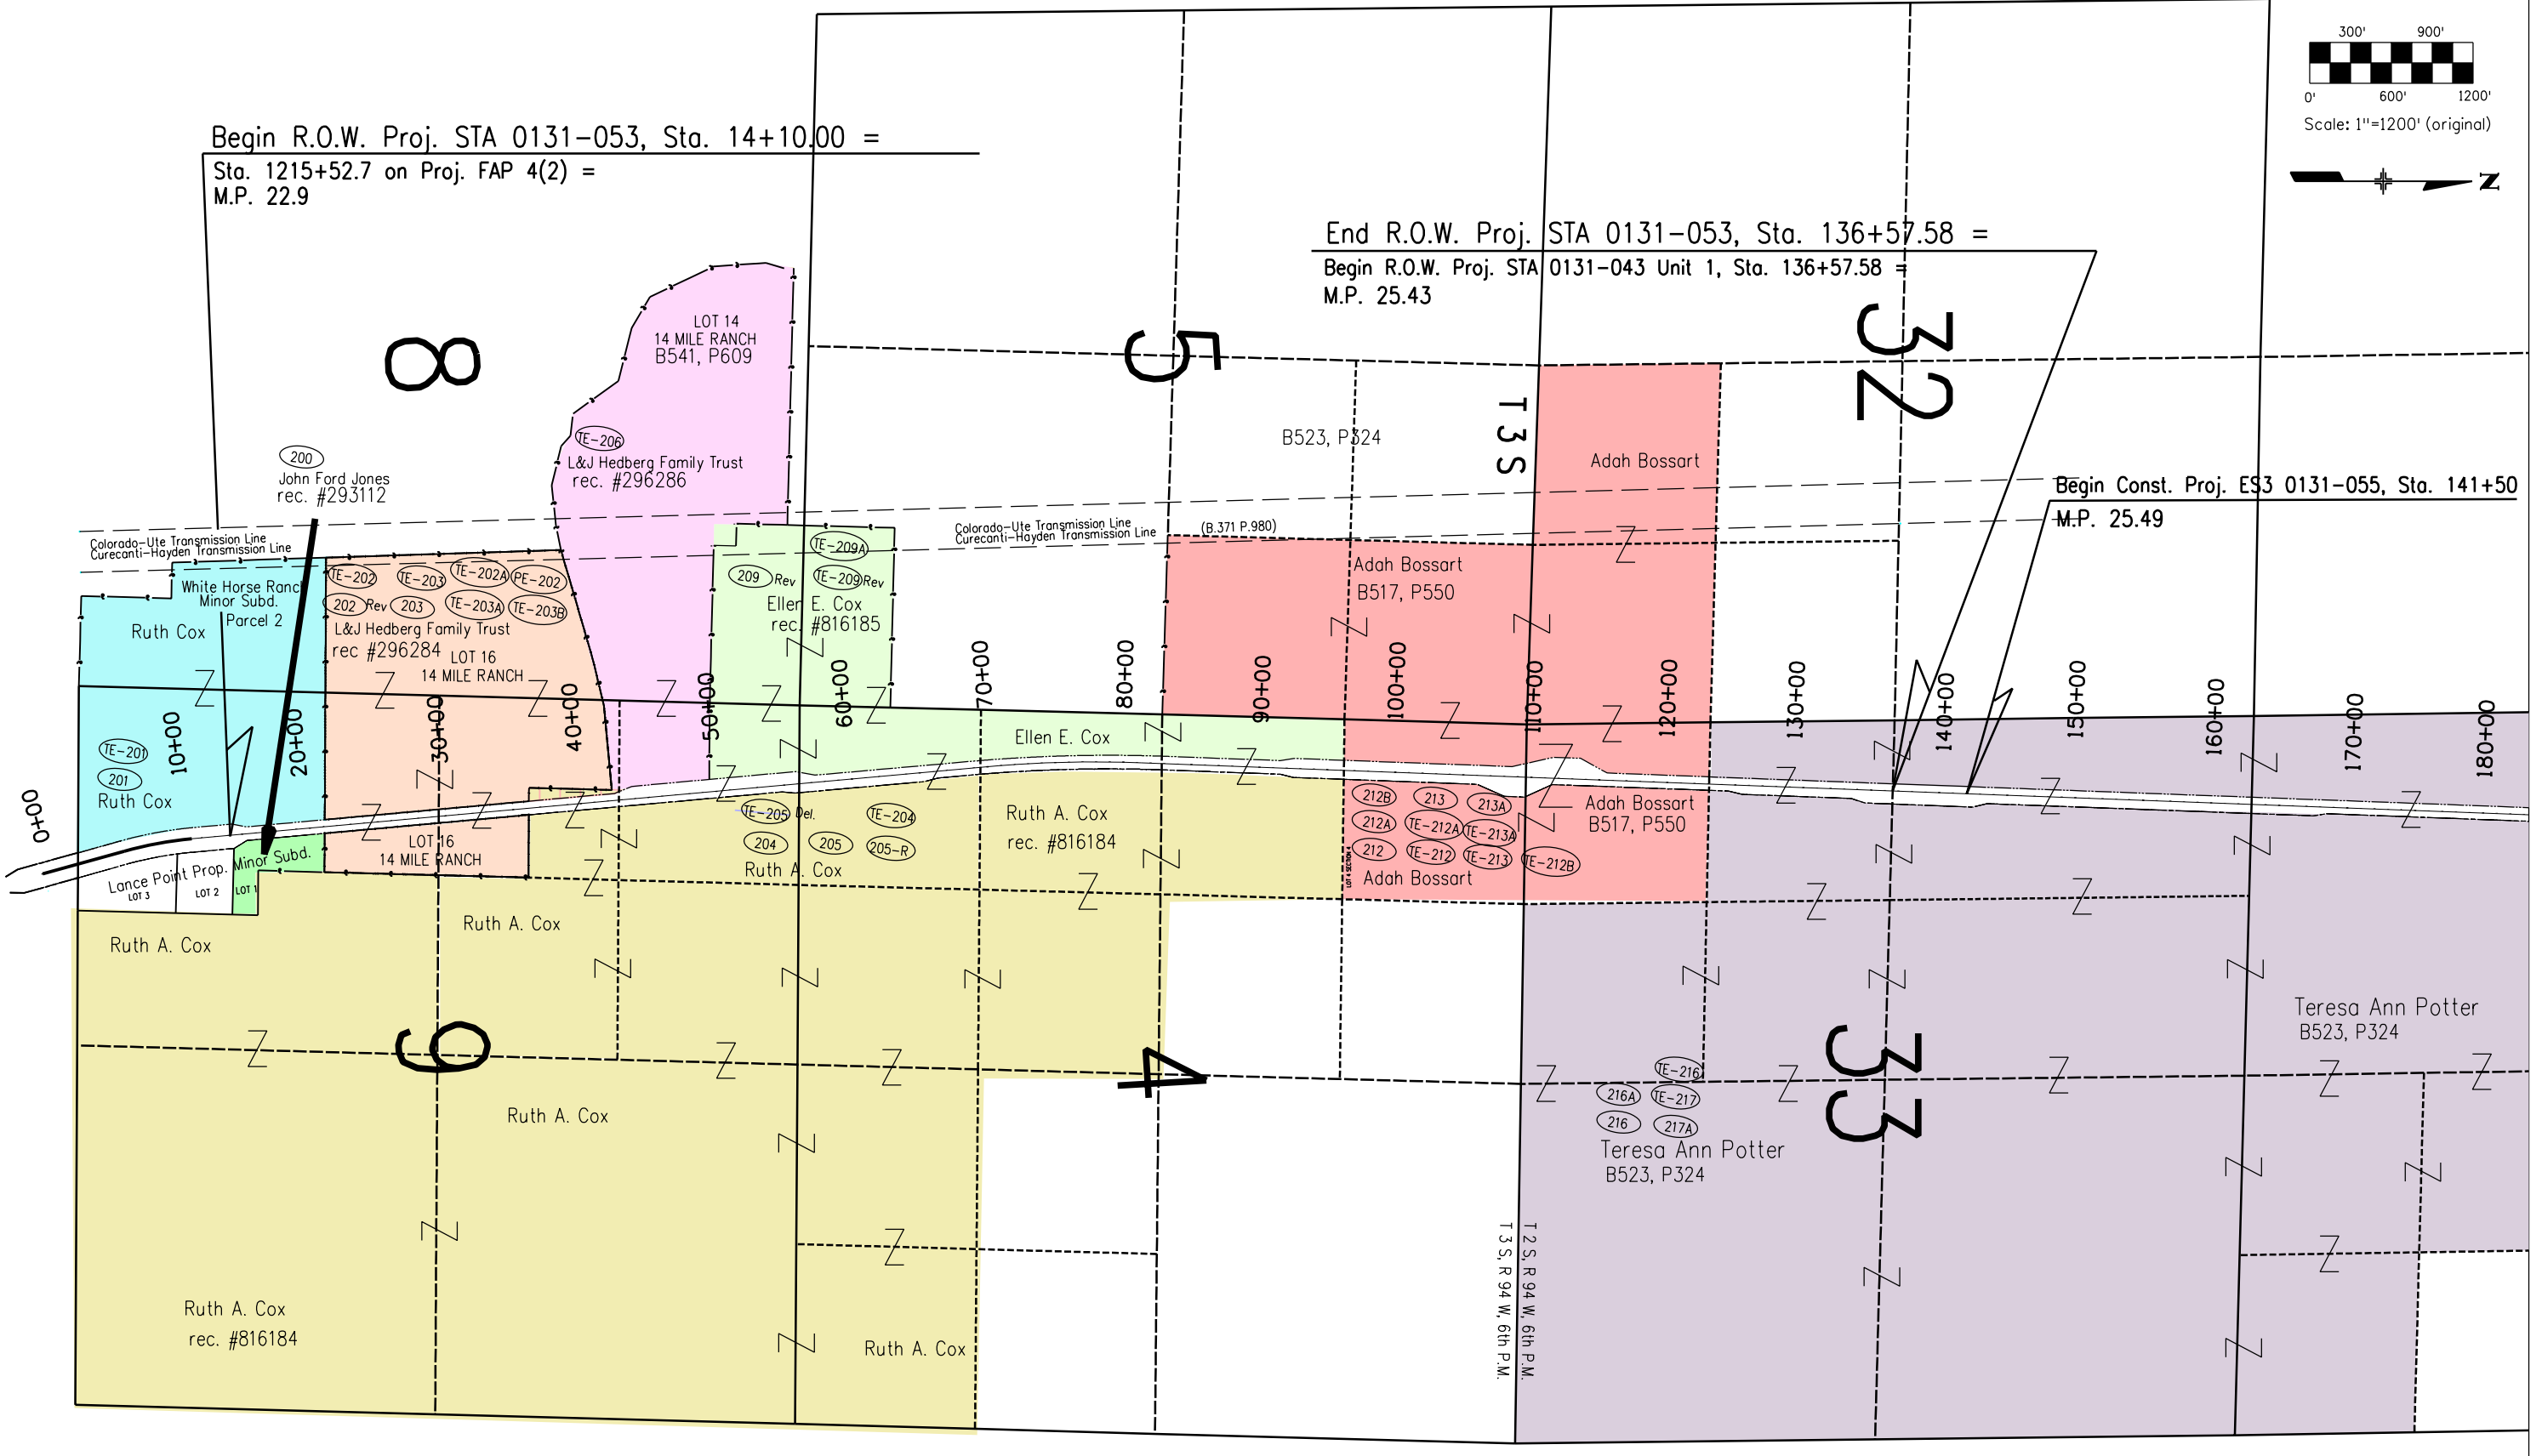 300' 900'
0' 600' 1200'
Scale: 1"=1200' (original)
N
Begin R.O.W. Proj. STA 0131-053, Sta. 14+10.00 =
Sta. 1215+52.7 on Proj. FAP 4(2) =
M.P. 22.9
End R.O.W. Proj. STA 0131-053, Sta. 136+57.58 =
Begin R.O.W. Proj. STA 0131-043 Unit 1, Sta. 136+57.58 =
M.P. 25.43
Begin Const. Proj. ES3 0131-055, Sta. 141+50
M.P. 25.49
8
5
32
T 3 S
LOT 14
14 MILE RANCH
B541, P609
TE-206
L&J Hedberg Family Trust
rec. #296286
200
John Ford Jones
rec. #293112
B523, P324
Adah Bossart
Colorado-Ute Transmission Line
Curecanti-Hayden Transmission Line
Colorado-Ute Transmission Line
Curecanti-Hayden Transmission Line
(B.371 P.980)
White Horse Ranch
Minor Subd.
Parcel 2
Ruth Cox
TE-202 TE-203 TE-202A PE-202
202 Rev 203 TE-203A TE-203B
L&J Hedberg Family Trust
rec #296284
LOT 16
14 MILE RANCH
TE-209A
209 Rev TE-209 Rev
Ellen E. Cox
rec. #816185
Adah Bossart
B517, P550
0+00
10+00
20+00
30+00
40+00
50+00
60+00
70+00
80+00
90+00
100+00
110+00
120+00
130+00
140+00
150+00
160+00
170+00
180+00
TE-201
201
Ruth Cox
Ellen E. Cox
LOT 16
14 MILE RANCH
Lance Point Prop. Minor Subd.
LOT 3 LOT 2 LOT 1
TE-205 Del. TE-204
204 205 205-R
Ruth A. Cox
Ruth A. Cox
rec. #816184
212B 213 213A
212A TE-212A TE-213A
212 TE-212 TE-213 TE-212B
Adah Bossart
LOT 4 SECTION 4
Adah Bossart
B517, P550
Ruth A. Cox
Ruth A. Cox
9
4
33
Ruth A. Cox
Ruth A. Cox
rec. #816184
Ruth A. Cox
TE-216
216A TE-217
216 217A
Teresa Ann Potter
B523, P324
Teresa Ann Potter
B523, P324
T 2 S, R 94 W, 6th P.M.
T 3 S, R 94 W, 6th P.M.